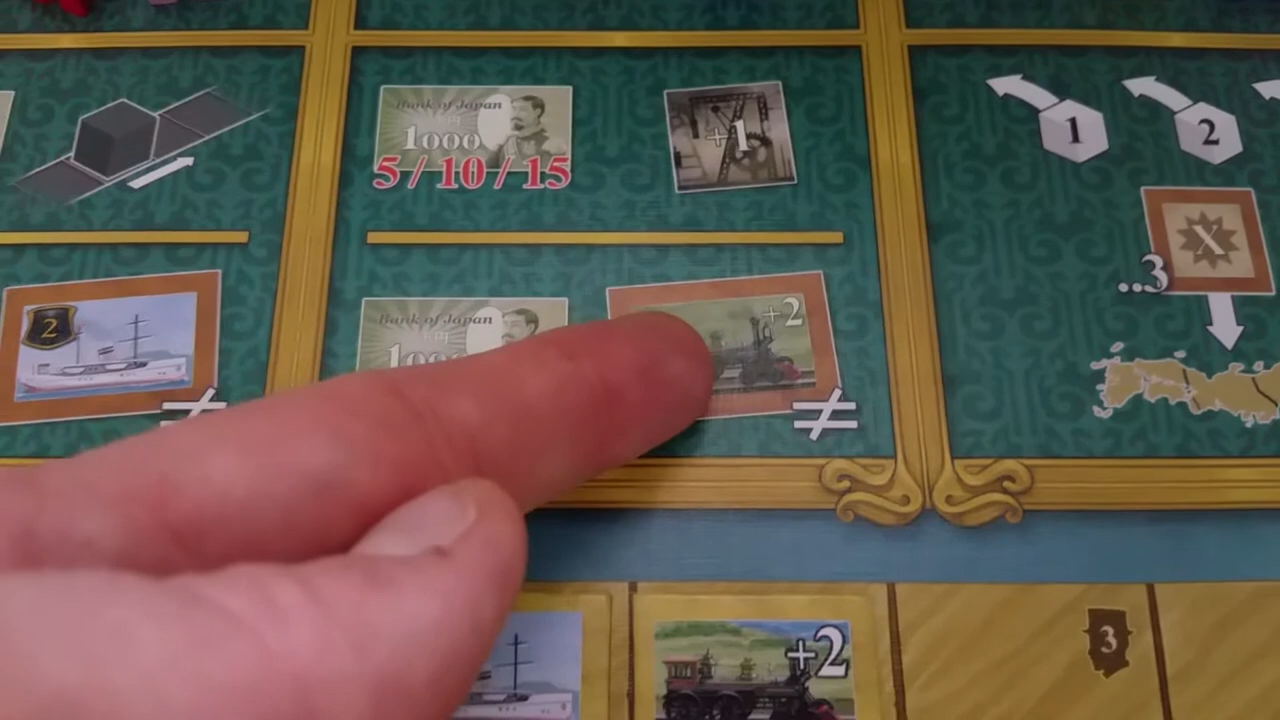 Bank of Japan
1000
5 / 10 / 15
+1
1
2
X
..3
2
Bank of Japan
+2
≠
≠
+2
3